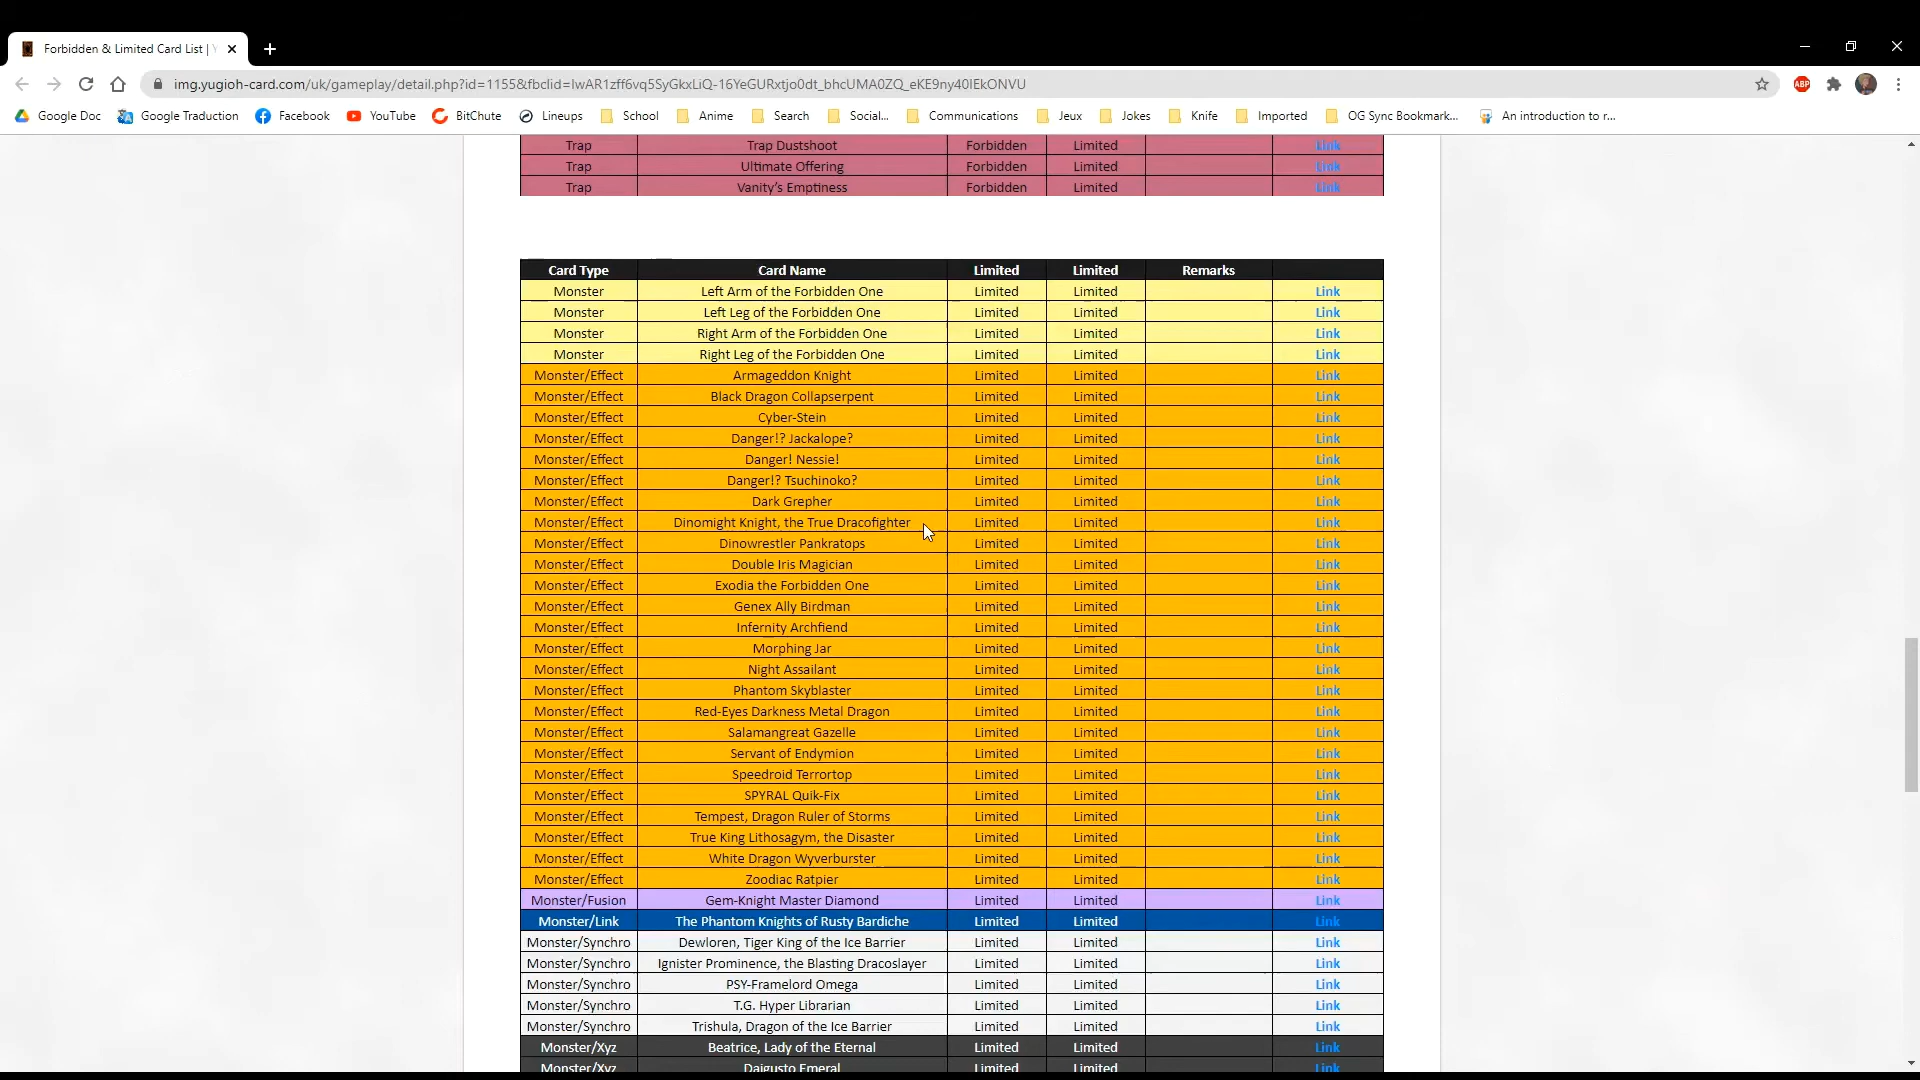 Forbidden & Limited Card List | Y
img.yugioh-card.com/uk/gameplay/detail.php?id=1155&fbclid=IwAR1zff6vq5SyGkxLiQ-16YeGURxtjo0dt_bhcUMA0ZQ_eKE9ny40IEkONVU
ABP
Google Doc Google Traduction Facebook YouTube BitChute Lineups School Anime Search Social... Communications Jeux Jokes Knife Imported OG Sync Bookmark... An introduction to r...
Trap Trap Dustshoot Forbidden Limited Link
Trap Ultimate Offering Forbidden Limited Link
Trap Vanity's Emptiness Forbidden Limited Link
Card Type Card Name Limited Limited Remarks
Monster Left Arm of the Forbidden One Limited Limited Link
Monster Left Leg of the Forbidden One Limited Limited Link
Monster Right Arm of the Forbidden One Limited Limited Link
Monster Right Leg of the Forbidden One Limited Limited Link
Monster/Effect Armageddon Knight Limited Limited Link
Monster/Effect Black Dragon Collapserpent Limited Limited Link
Monster/Effect Cyber-Stein Limited Limited Link
Monster/Effect Danger!? Jackalope? Limited Limited Link
Monster/Effect Danger! Nessie! Limited Limited Link
Monster/Effect Danger!? Tsuchinoko? Limited Limited Link
Monster/Effect Dark Grepher Limited Limited Link
Monster/Effect Dinomight Knight, the True Dracofighter Limited Limited Link
Monster/Effect Dinowrestler Pankratops Limited Limited Link
Monster/Effect Double Iris Magician Limited Limited Link
Monster/Effect Exodia the Forbidden One Limited Limited Link
Monster/Effect Genex Ally Birdman Limited Limited Link
Monster/Effect Infernity Archfiend Limited Limited Link
Monster/Effect Morphing Jar Limited Limited Link
Monster/Effect Night Assailant Limited Limited Link
Monster/Effect Phantom Skyblaster Limited Limited Link
Monster/Effect Red-Eyes Darkness Metal Dragon Limited Limited Link
Monster/Effect Salamangreat Gazelle Limited Limited Link
Monster/Effect Servant of Endymion Limited Limited Link
Monster/Effect Speedroid Terrortop Limited Limited Link
Monster/Effect SPYRAL Quik-Fix Limited Limited Link
Monster/Effect Tempest, Dragon Ruler of Storms Limited Limited Link
Monster/Effect True King Lithosagym, the Disaster Limited Limited Link
Monster/Effect White Dragon Wyverburster Limited Limited Link
Monster/Effect Zoodiac Ratpier Limited Limited Link
Monster/Fusion Gem-Knight Master Diamond Limited Limited Link
Monster/Link The Phantom Knights of Rusty Bardiche Limited Limited Link
Monster/Synchro Dewloren, Tiger King of the Ice Barrier Limited Limited Link
Monster/Synchro Ignister Prominence, the Blasting Dracoslayer Limited Limited Link
Monster/Synchro PSY-Framelord Omega Limited Limited Link
Monster/Synchro T.G. Hyper Librarian Limited Limited Link
Monster/Synchro Trishula, Dragon of the Ice Barrier Limited Limited Link
Monster/Xyz Beatrice, Lady of the Eternal Limited Limited Link
Monster/Xyz Daigusto Emeral Limited Limited Link